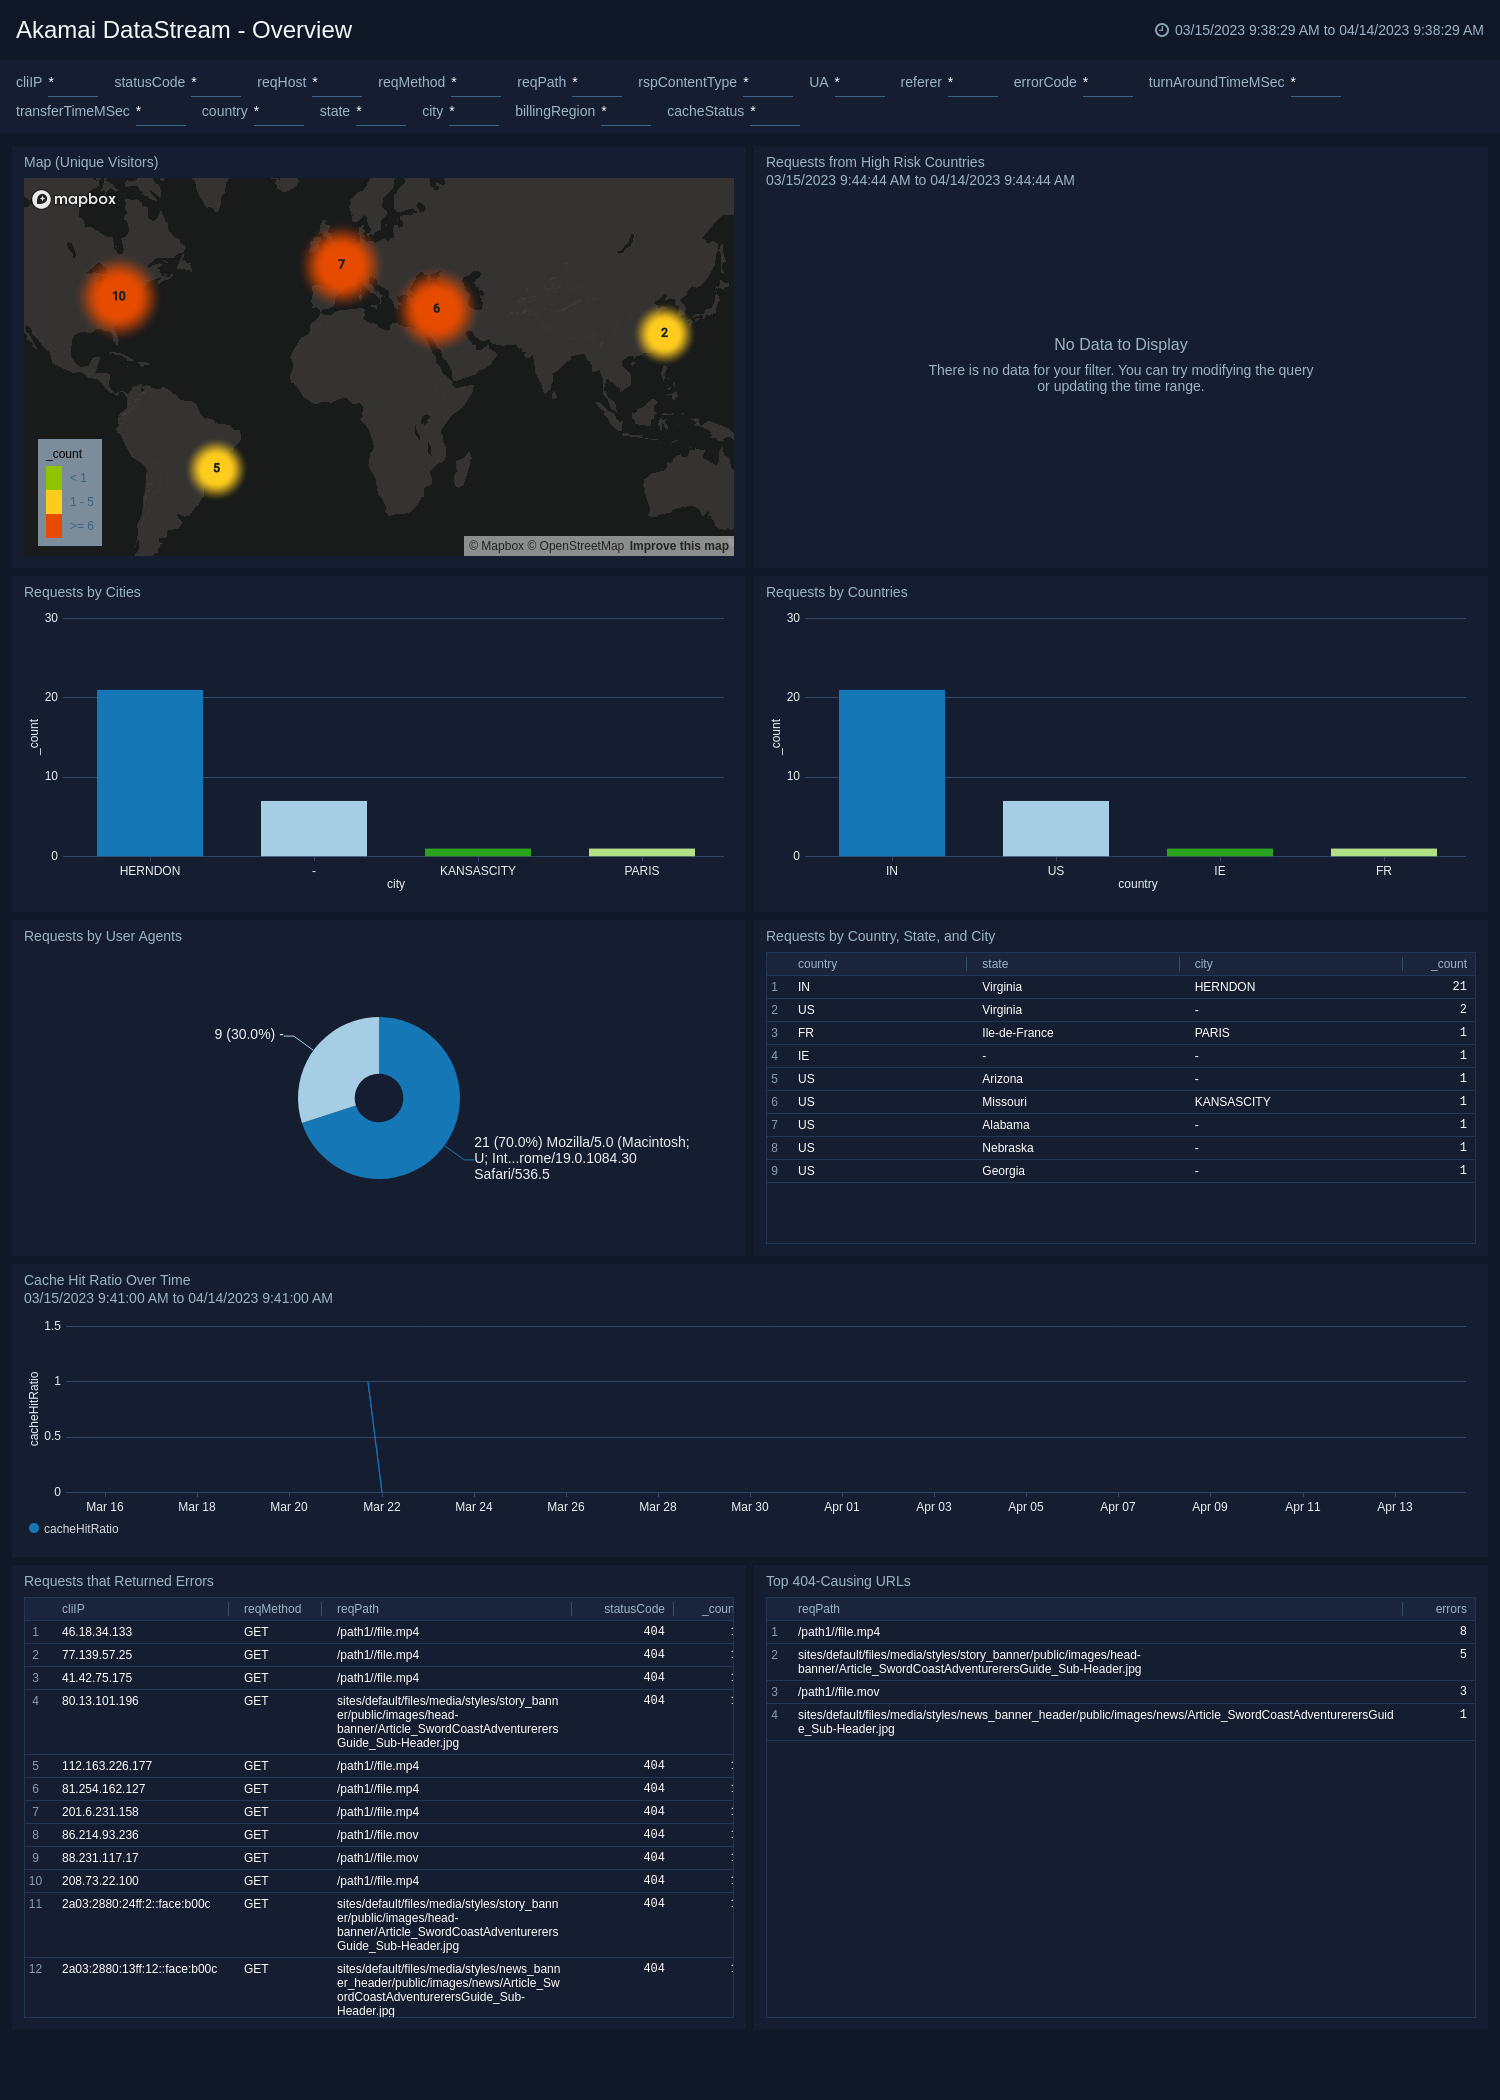 Akamai DataStream - Overview
03/15/2023 9:38:29 AM to 04/14/2023 9:38:29 AM
cliIP * statusCode * reqHost * reqMethod * reqPath * rspContentType * UA * referer * errorCode * turnAroundTimeMSec *
transferTimeMSec * country * state * city * billingRegion * cacheStatus *
Map (Unique Visitors)
mapbox
7
10
6
2
5
_count
< 1
1 - 5
>= 6
© Mapbox © OpenStreetMap Improve this map
Requests from High Risk Countries
03/15/2023 9:44:44 AM to 04/14/2023 9:44:44 AM
No Data to Display
There is no data for your filter. You can try modifying the query
or updating the time range.
Requests by Cities
30
20
10
0
_count
HERNDON - KANSASCITY PARIS
city
Requests by Countries
30
20
10
0
_count
IN US IE FR
country
Requests by User Agents
9 (30.0%) -
21 (70.0%) Mozilla/5.0 (Macintosh;
U; Int...rome/19.0.1084.30
Safari/536.5
Requests by Country, State, and City
country state city _count
1 IN Virginia HERNDON 21
2 US Virginia - 2
3 FR Ile-de-France PARIS 1
4 IE - - 1
5 US Arizona - 1
6 US Missouri KANSASCITY 1
7 US Alabama - 1
8 US Nebraska - 1
9 US Georgia - 1
Cache Hit Ratio Over Time
03/15/2023 9:41:00 AM to 04/14/2023 9:41:00 AM
1.5
1
0.5
0
cacheHitRatio
Mar 16 Mar 18 Mar 20 Mar 22 Mar 24 Mar 26 Mar 28 Mar 30 Apr 01 Apr 03 Apr 05 Apr 07 Apr 09 Apr 11 Apr 13
cacheHitRatio
Requests that Returned Errors
cliIP reqMethod reqPath statusCode _coun
1 46.18.34.133 GET /path1//file.mp4 404
2 77.139.57.25 GET /path1//file.mp4 404
3 41.42.75.175 GET /path1//file.mp4 404
4 80.13.101.196 GET sites/default/files/media/styles/story_bann 404
er/public/images/head-
banner/Article_SwordCoastAdventurerers
Guide_Sub-Header.jpg
5 112.163.226.177 GET /path1//file.mp4 404
6 81.254.162.127 GET /path1//file.mp4 404
7 201.6.231.158 GET /path1//file.mp4 404
8 86.214.93.236 GET /path1//file.mov 404
9 88.231.117.17 GET /path1//file.mov 404
10 208.73.22.100 GET /path1//file.mp4 404
11 2a03:2880:24ff:2::face:b00c GET sites/default/files/media/styles/story_bann 404
er/public/images/head-
banner/Article_SwordCoastAdventurerers
Guide_Sub-Header.jpg
12 2a03:2880:13ff:12::face:b00c GET sites/default/files/media/styles/news_bann 404
er_header/public/images/news/Article_Sw
ordCoastAdventurerersGuide_Sub-
Header.jpg
Top 404-Causing URLs
reqPath errors
1 /path1//file.mp4 8
2 sites/default/files/media/styles/story_banner/public/images/head- 5
banner/Article_SwordCoastAdventurerersGuide_Sub-Header.jpg
3 /path1//file.mov 3
4 sites/default/files/media/styles/news_banner_header/public/images/news/Article_SwordCoastAdventurerersGuid 1
e_Sub-Header.jpg